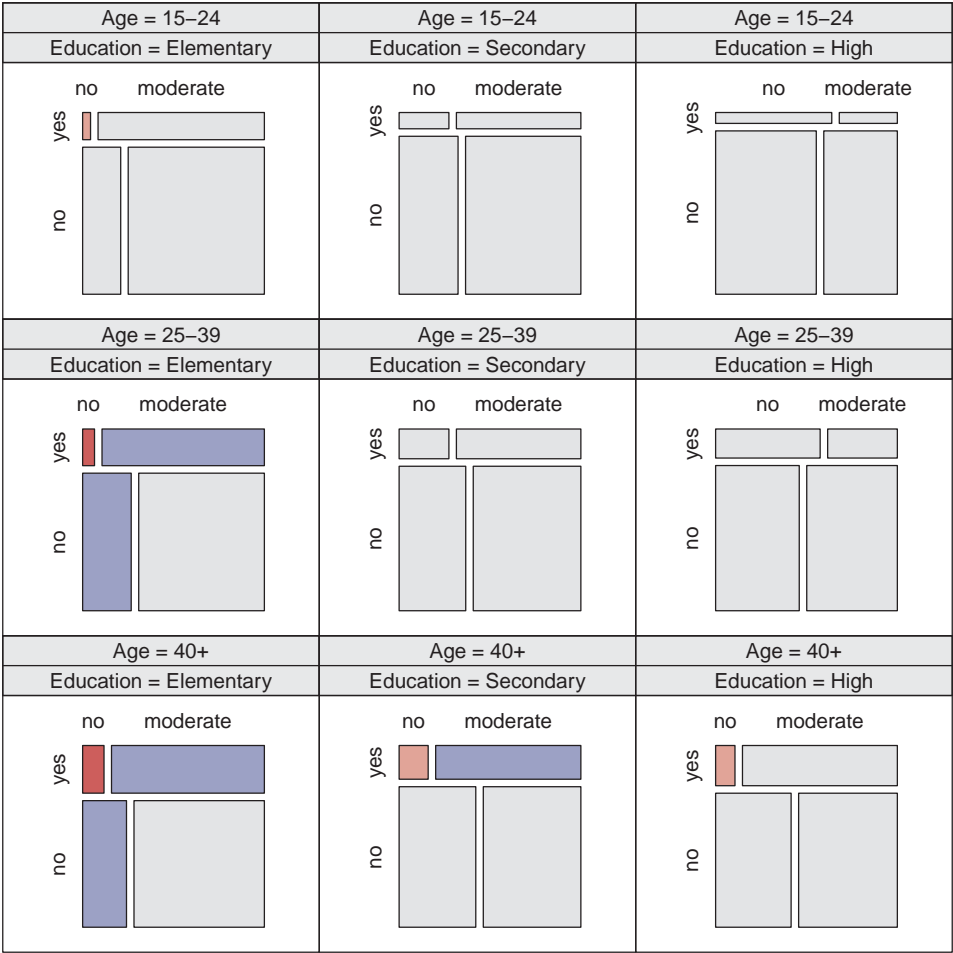 Age = 15−24
Education = Elementary
no moderate
yes
no
Age = 15−24
Education = Secondary
no moderate
yes
no
Age = 15−24
Education = High
no moderate
yes
no
Age = 25−39
Education = Elementary
no moderate
yes
no
Age = 25−39
Education = Secondary
no moderate
yes
no
Age = 25−39
Education = High
no moderate
yes
no
Age = 40+
Education = Elementary
no moderate
yes
no
Age = 40+
Education = Secondary
no moderate
yes
no
Age = 40+
Education = High
no moderate
yes
no